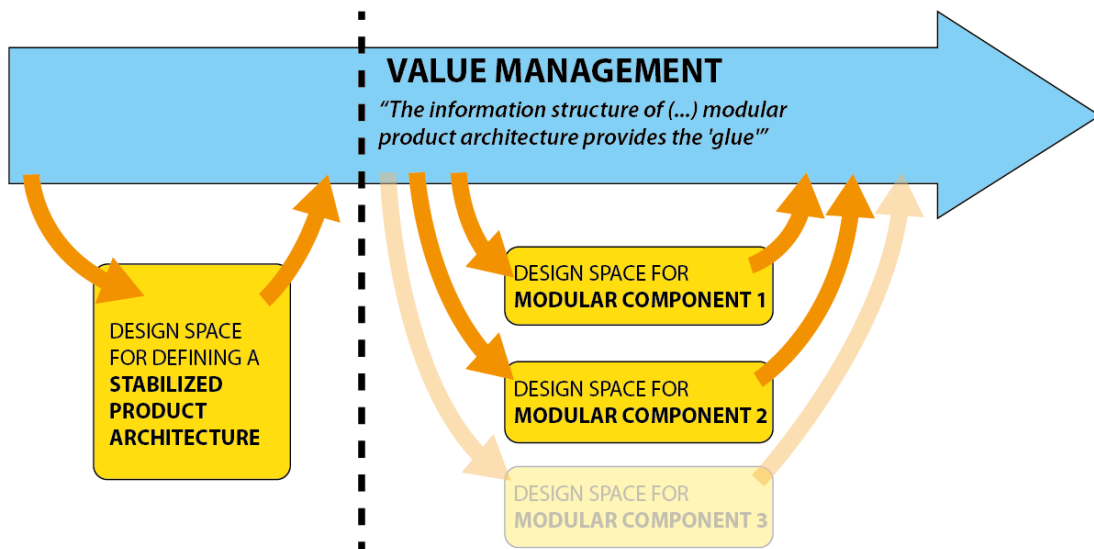 VALUE MANAGEMENT
“The information structure of (...) modular
product architecture provides the 'glue'”
DESIGN SPACE
FOR DEFINING A
STABILIZED
PRODUCT
ARCHITECTURE
DESIGN SPACE FOR
MODULAR COMPONENT 1
DESIGN SPACE FOR
MODULAR COMPONENT 2
DESIGN SPACE FOR
MODULAR COMPONENT 3